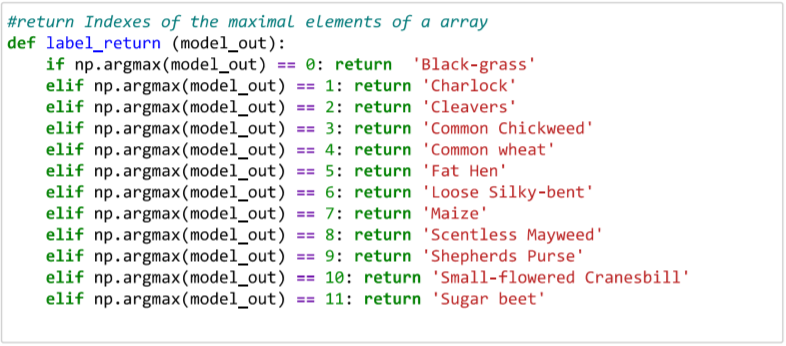 #return Indexes of the maximal elements of a array
def label_return (model_out):
    if np.argmax(model_out) == 0: return  'Black-grass'
    elif np.argmax(model_out) == 1: return 'Charlock'
    elif np.argmax(model_out) == 2: return 'Cleavers'
    elif np.argmax(model_out) == 3: return 'Common Chickweed'
    elif np.argmax(model_out) == 4: return 'Common wheat'
    elif np.argmax(model_out) == 5: return 'Fat Hen'
    elif np.argmax(model_out) == 6: return 'Loose Silky-bent'
    elif np.argmax(model_out) == 7: return 'Maize'
    elif np.argmax(model_out) == 8: return 'Scentless Mayweed'
    elif np.argmax(model_out) == 9: return 'Shepherds Purse'
    elif np.argmax(model_out) == 10: return 'Small-flowered Cranesbill'
    elif np.argmax(model_out) == 11: return 'Sugar beet'